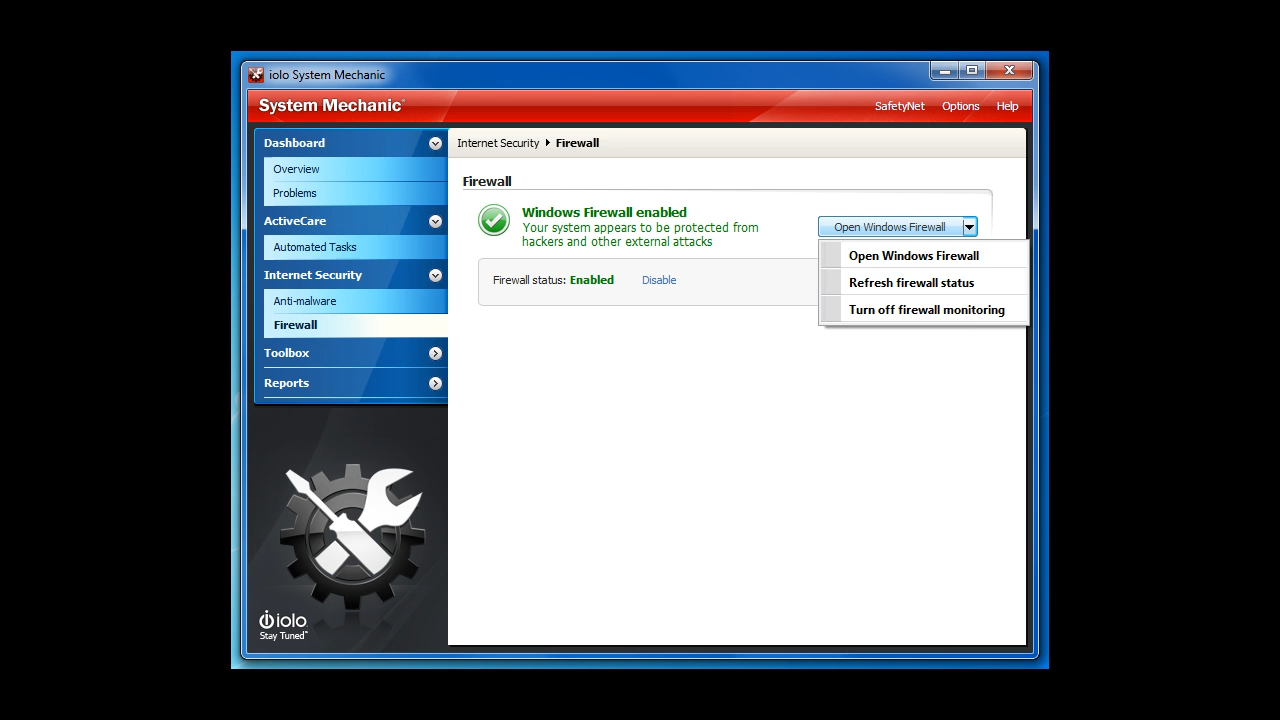 iolo System Mechanic
System Mechanic
SafetyNet Options Help
Dashboard
Overview
Problems
ActiveCare
Automated Tasks
Internet Security
Anti-malware
Firewall
Toolbox
Reports
iolo
Stay Tuned™
Internet Security Firewall
Firewall
Windows Firewall enabled
Your system appears to be protected from
hackers and other external attacks
Open Windows Firewall
Open Windows Firewall
Refresh firewall status
Turn off firewall monitoring
Firewall status: Enabled Disable